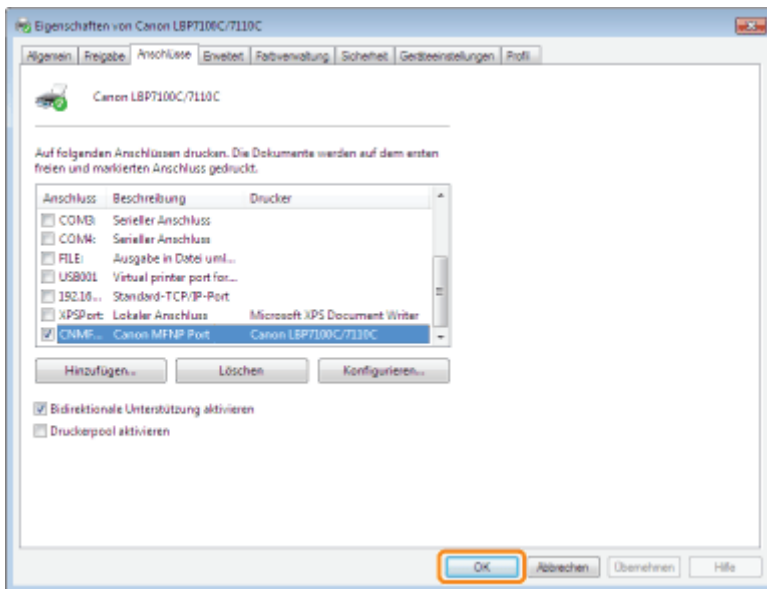 Eigenschaften von Canon LBP7100C/7110C
Allgemein Freigabe Anschlüsse Erweitert Farbverwaltung Sicherheit Geräteeinstellungen Profil
Canon LBP7100C/7110C
Auf folgenden Anschlüssen drucken. Die Dokumente werden auf dem ersten
freien und markierten Anschluss gedruckt.
Anschluss Beschreibung Drucker
COM3: Serieller Anschluss
COM4: Serieller Anschluss
FILE: Ausgabe in Datei uml...
USB001 Virtual printer port for...
192.16... Standard-TCP/IP-Port
XPSPort: Lokaler Anschluss Microsoft XPS Document Writer
CNMF... Canon MFNP Port Canon LBP7100C/7110C
Hinzufügen... Löschen Konfigurieren...
Bidirektionale Unterstützung aktivieren
Druckerpool aktivieren
OK Abbrechen Übernehmen Hilfe